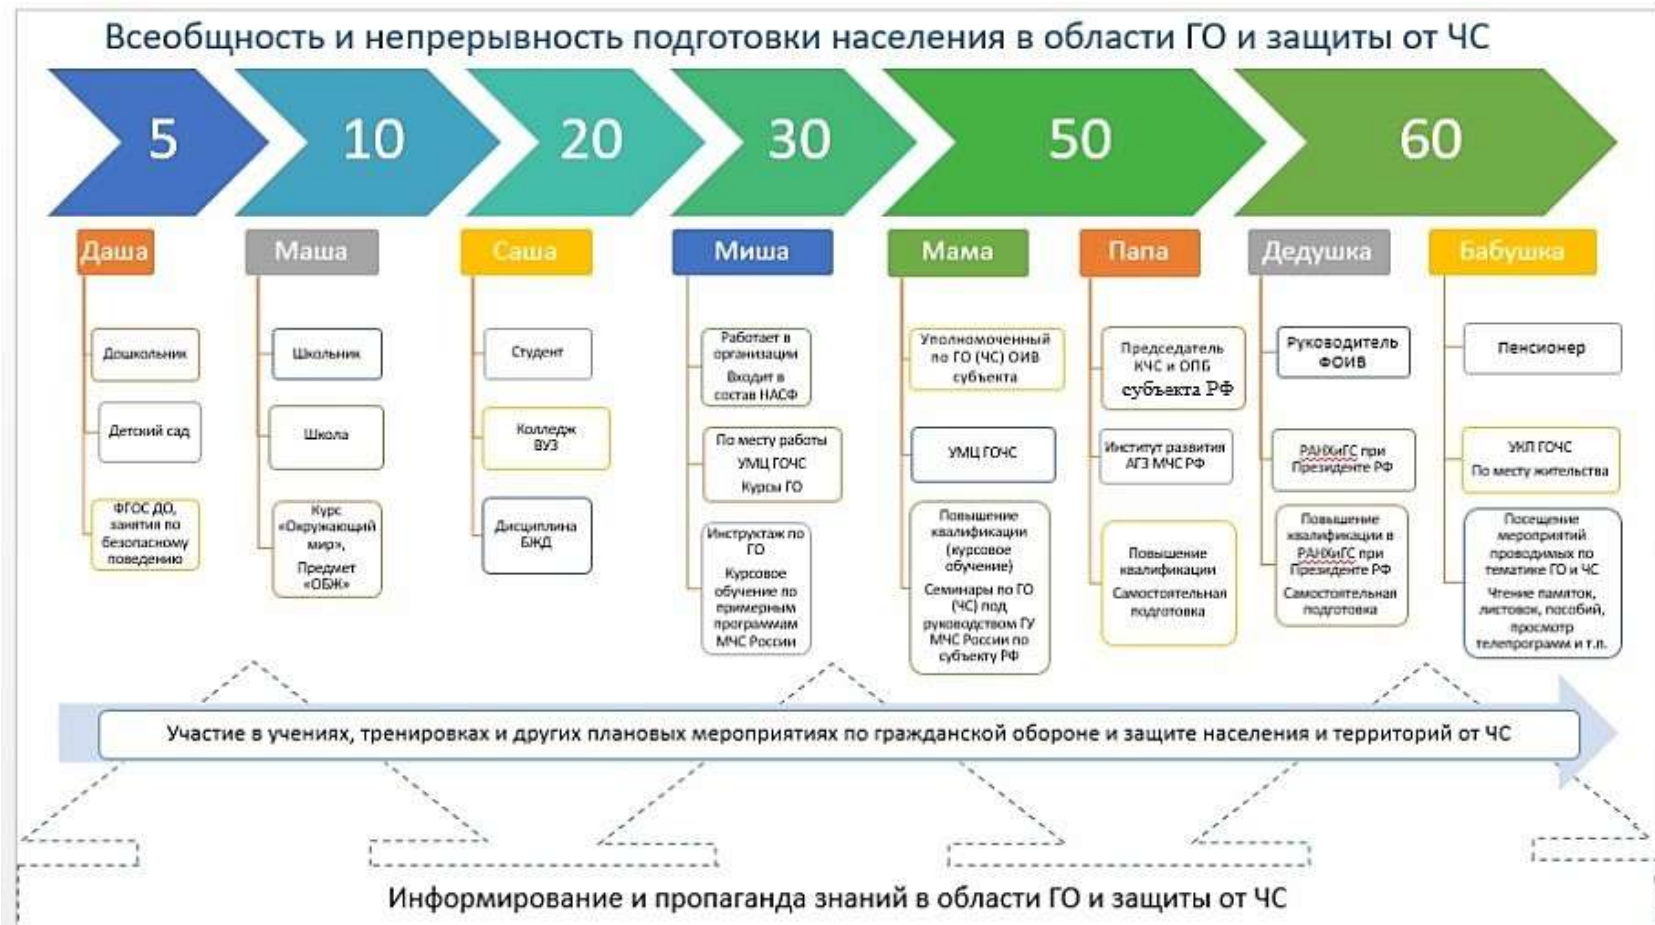 Всеобщность и непрерывность подготовки населения в области ГО и защиты от ЧС
5
10
20
30
50
60
Даша
Маша
Саша
Миша
Мама
Папа
Дедушка
Бабушка
Дошкольник
Детский сад
ФГОС ДО,
занятия по
безопасному
поведению
Школьник
Школа
Курс
«Окружающий
мир»,
Предмет
«ОБЖ»
Студент
Колледж
ВУЗ
Дисциплина
БЖД
Работает в
организации
Входит в
состав НАСФ
По месту работы
УМЦ ГОЧС
Курсы ГО
Инструктаж по
ГО
Курсовое
обучение по
примерным
программам
МЧС России
Уполномоченный
по ГО (ЧС) ОИВ
субъекта
УМЦ ГОЧС
Повышение
квалификации
(курсовое
обучение)
Семинары по ГО
(ЧС) под
руководством ГУ
МЧС России по
субъекту РФ
Председатель
КЧС и ОПБ
субъекта РФ
Институт развития
АГЗ МЧС РФ
Повышение
квалификации
Самостоятельная
подготовка
Руководитель
ФОИВ
РАНХиГС при
Президенте РФ
Повышение
квалификации в
РАНХиГС при
Президенте РФ
Самостоятельная
подготовка
Пенсионер
УКП ГОЧС
По месту жительства
Посещение
мероприятий
проводимых по
тематике ГО и ЧС
Чтение памяток,
листовок, пособий,
просмотр
телепрограмм и т.п.
Участие в учениях, тренировках и других плановых мероприятиях по гражданской обороне и защите населения и территорий от ЧС
Информирование и пропаганда знаний в области ГО и защиты от ЧС